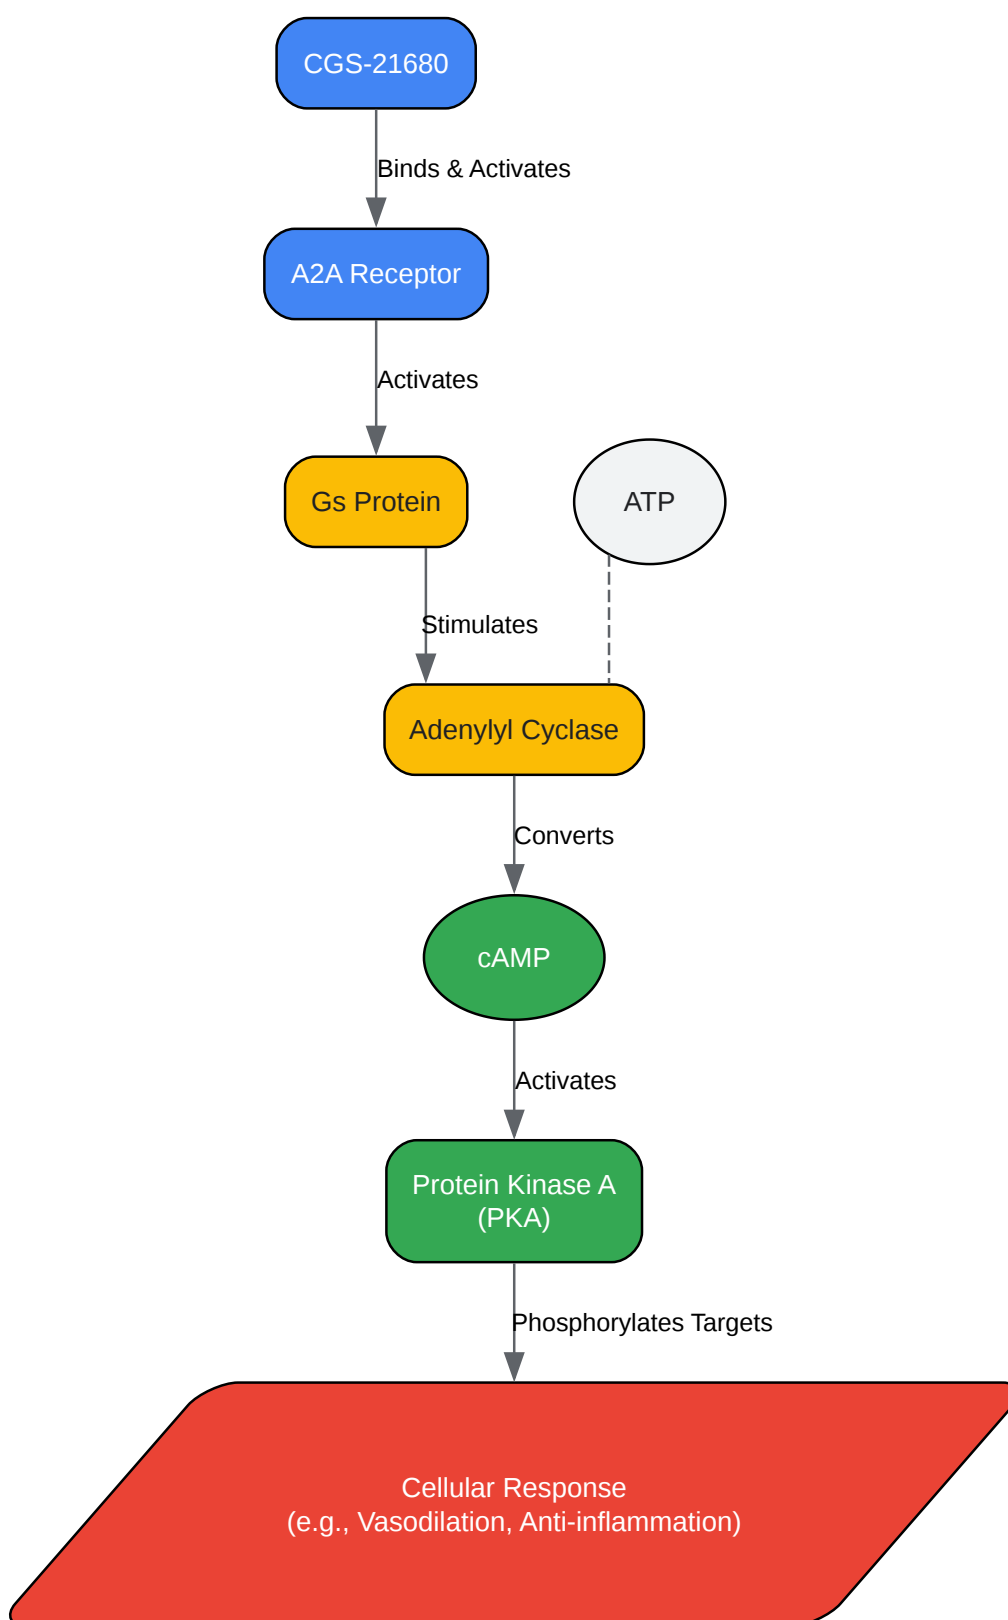 CGS-21680
Binds & Activates
A2A Receptor
Activates
Gs Protein
ATP
Stimulates
Adenylyl Cyclase
Converts
cAMP
Activates
Protein Kinase A
(PKA)
Phosphorylates Targets
Cellular Response
(e.g., Vasodilation, Anti-inflammation)